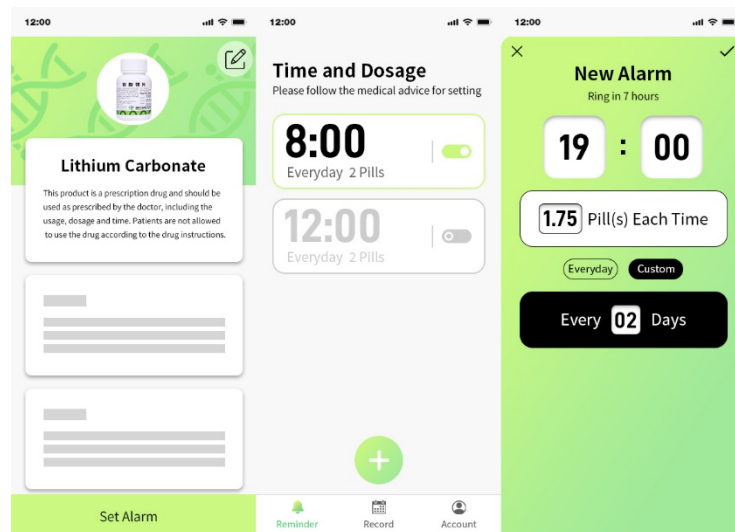 12:00
Lithium Carbonate
This product is a prescription drug and should be
used as prescribed by the doctor, including the
usage, dosage and time. Patients are not allowed
to use the drug according to the drug instructions.
Set Alarm
12:00
Time and Dosage
Please follow the medical advice for setting
8:00
Everyday 2 Pills
12:00
Everyday 2 Pills
Reminder
Record
Account
12:00
New Alarm
Ring in 7 hours
19 : 00
1.75 Pill(s) Each Time
Everyday
Custom
Every 02 Days